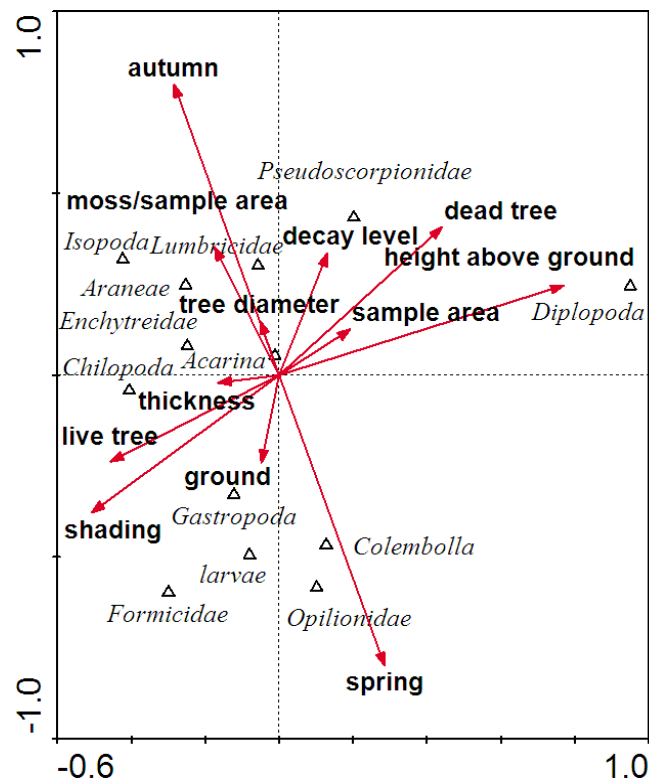 1.0
autumn
Pseudoscorpionidae
moss/sample area
dead tree
Isopoda
Lumbricidae
decay level
height above ground
Araneae
tree diameter
sample area
Diplopoda
Enchytreidae
Chilopoda
Acarina
thickness
live tree
ground
shading
Gastropoda
Colembolla
larvae
Formicidae
Opilionidae
spring
-1.0
-0.6
1.0